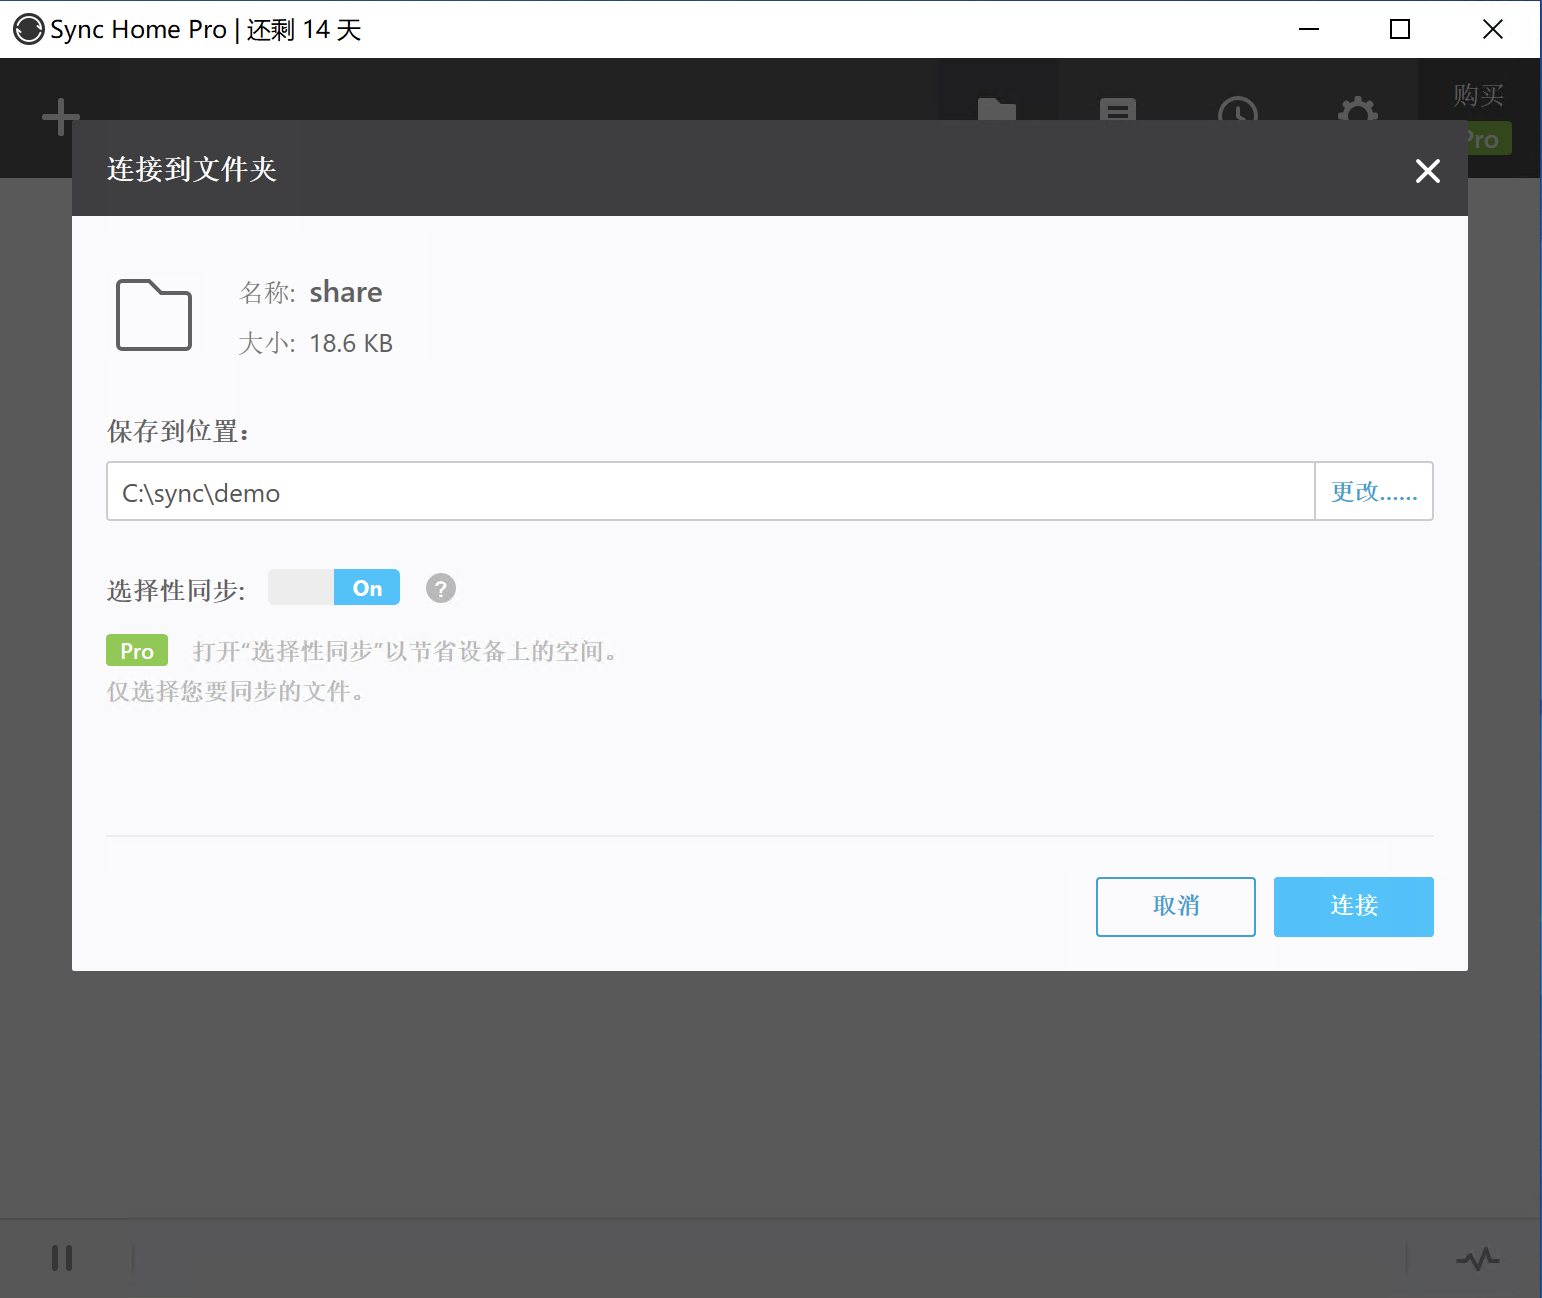 Sync Home Pro | 还剩 14 天
购买
Pro
连接到文件夹
名称: share
大小: 18.6 KB
保存到位置：
C:\sync\demo
更改......
选择性同步: On ?
Pro 打开“选择性同步”以节省设备上的空间。
仅选择您要同步的文件。
取消 连接